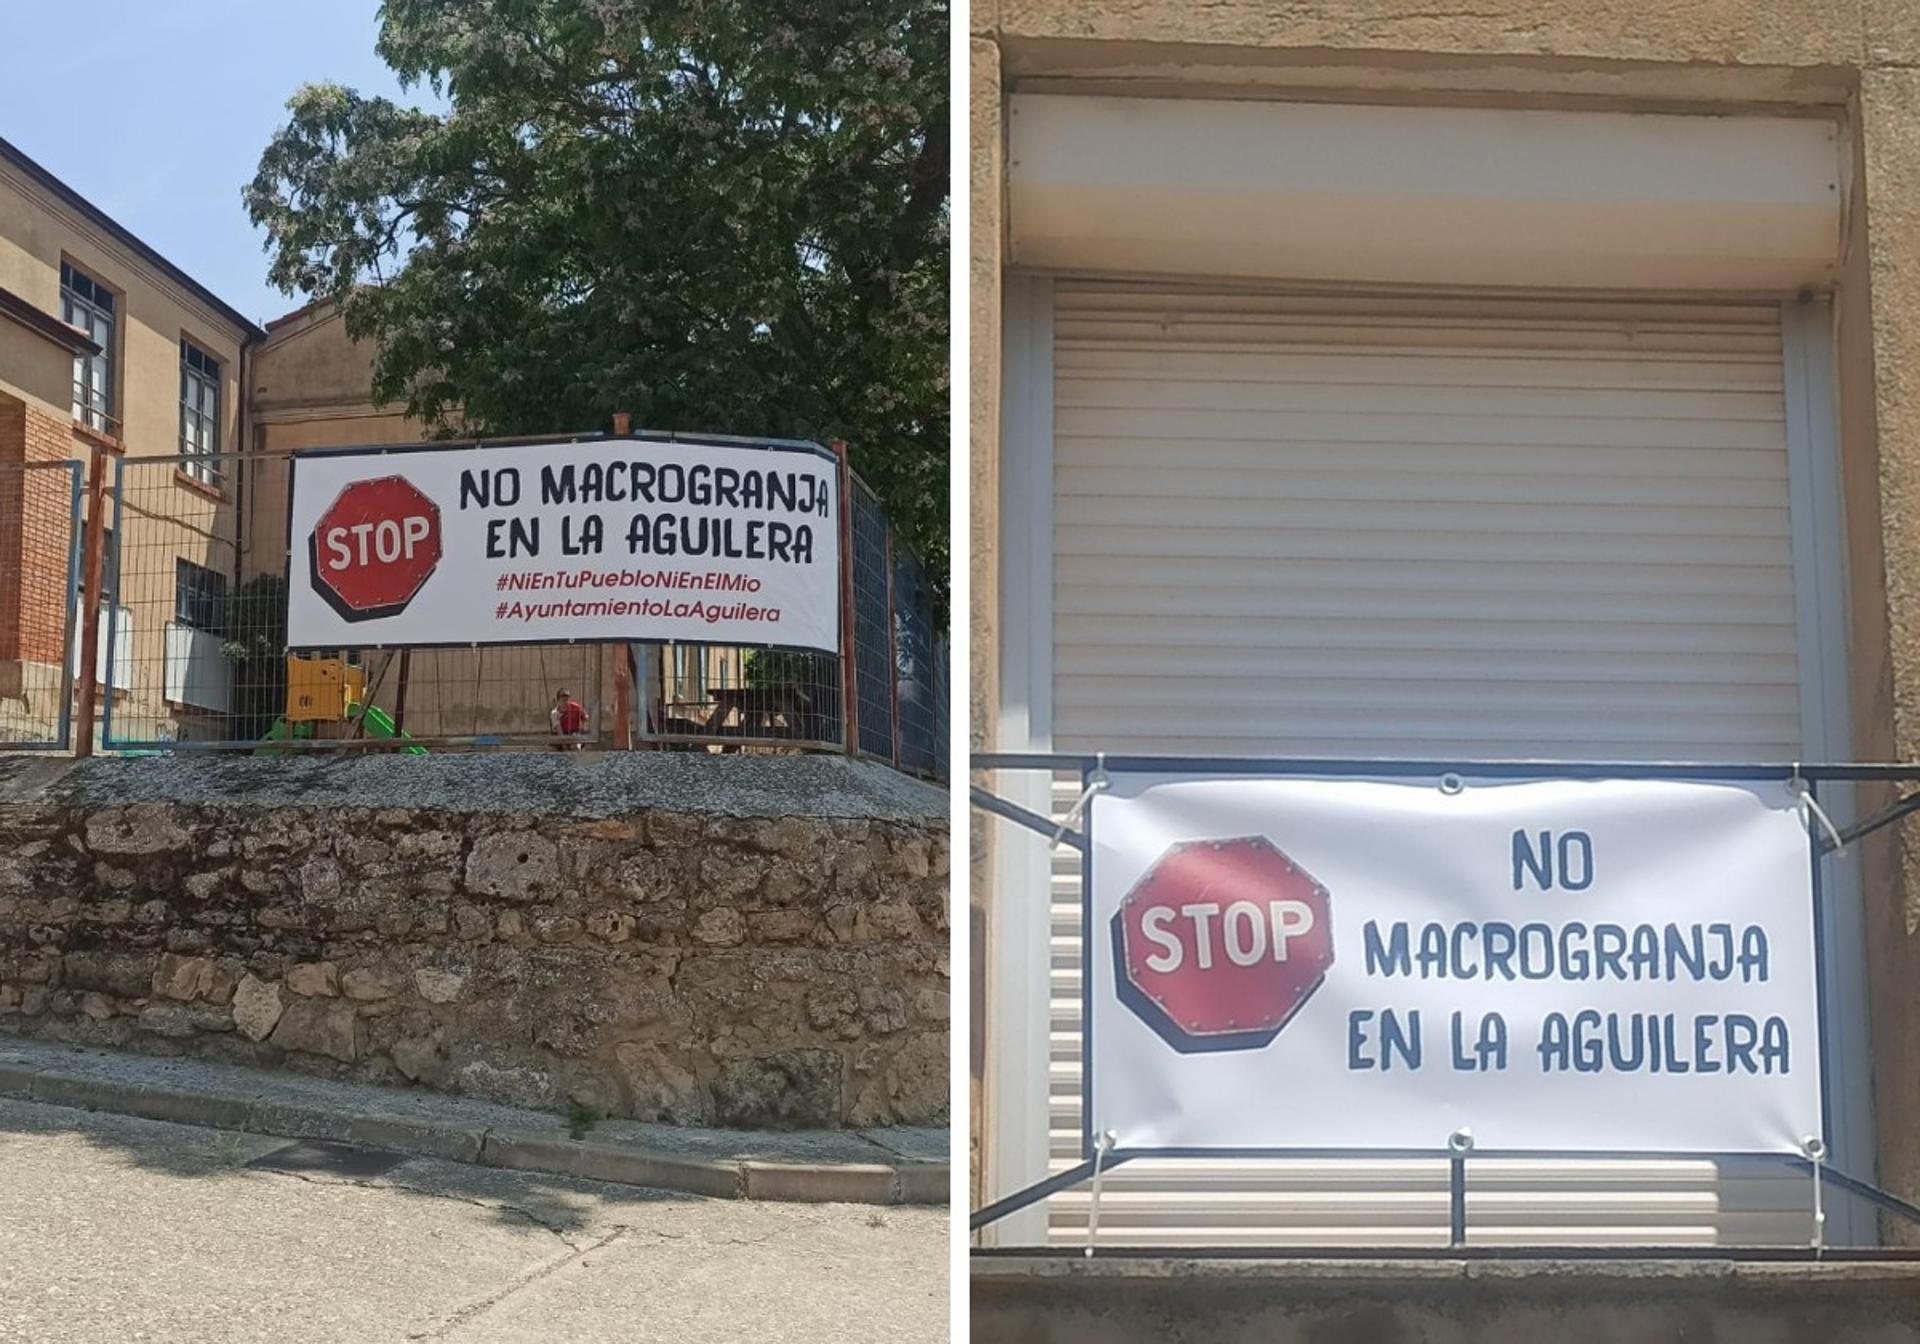 STOP
NO MACROGRANJA
EN LA AGUILERA
#NiEnTuPuebloNiEnElMio
#AyuntamientoLaAguilera
STOP
NO
MACROGRANJA
EN LA AGUILERA